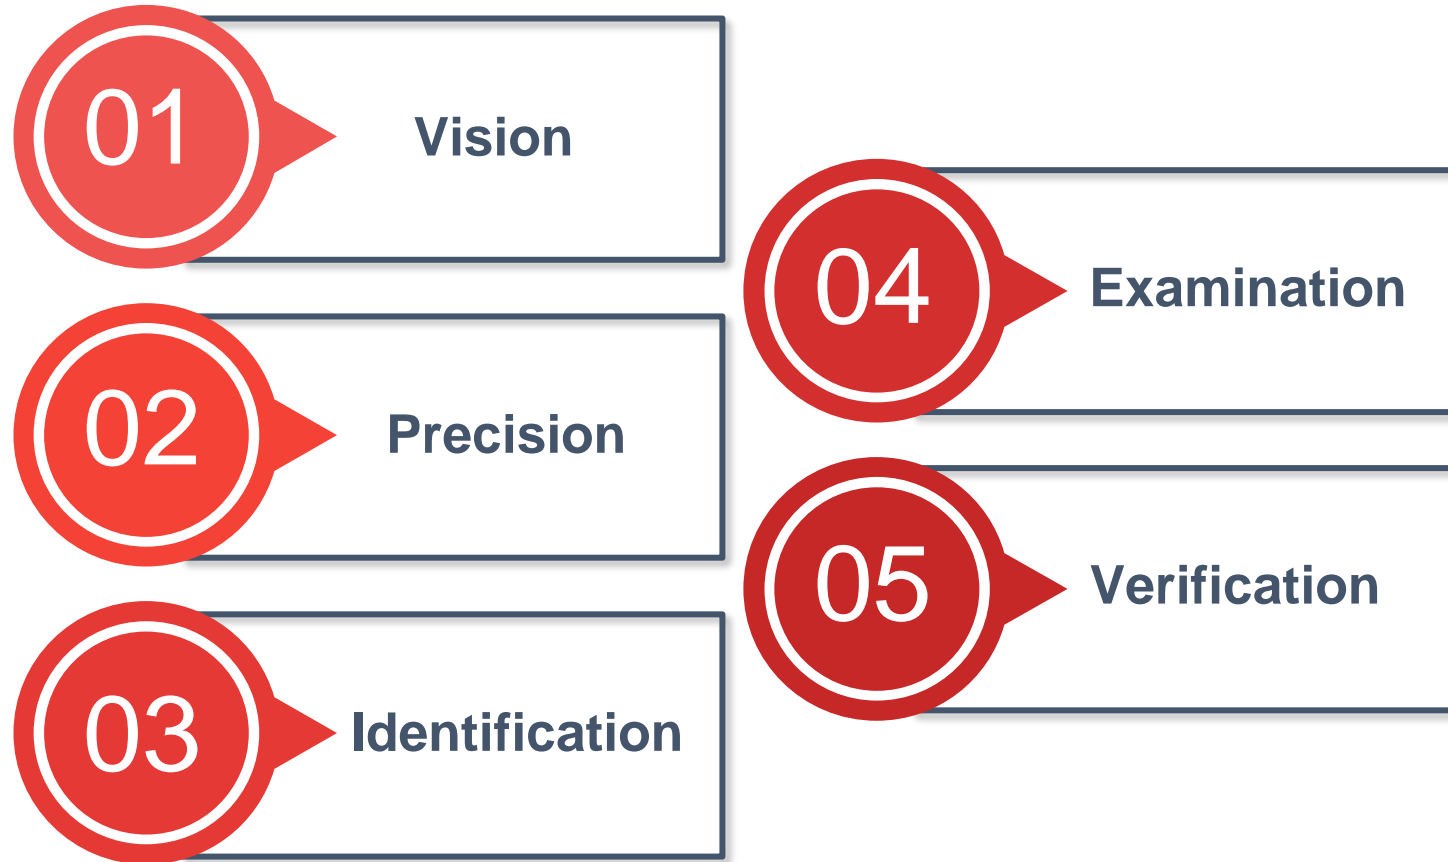 01
Vision
02
Precision
03
Identification
04
Examination
05
Verification